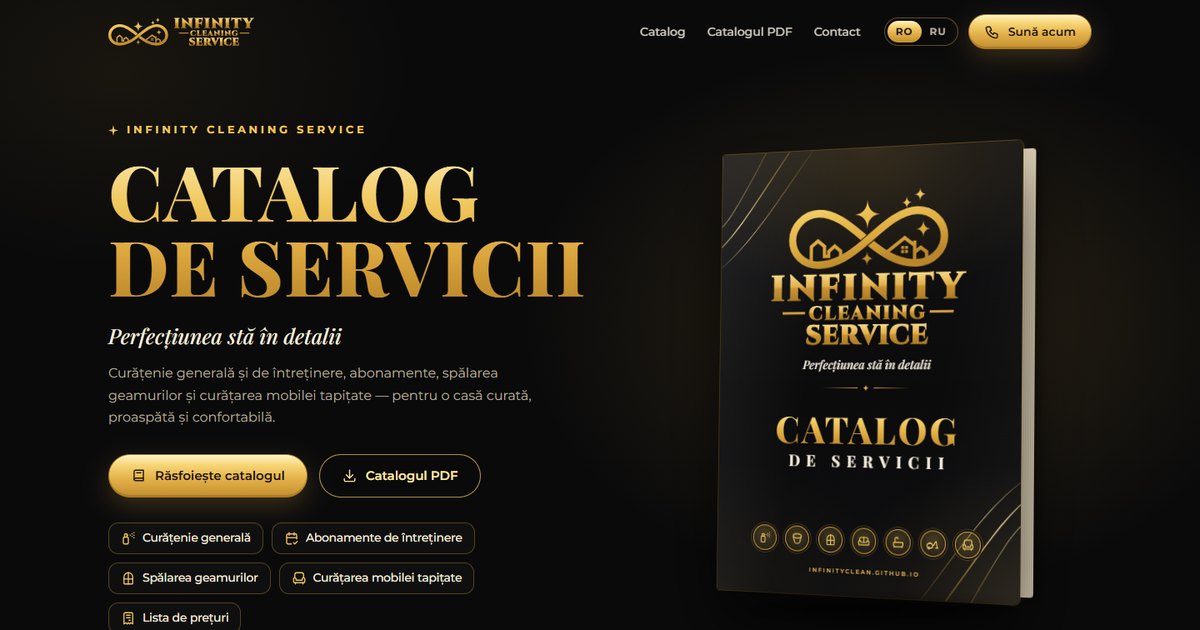 INFINITY
CLEANING
SERVICE
Catalog
Catalogul PDF
Contact
RO
RU
Sună acum
INFINITY CLEANING SERVICE
CATALOG
DE SERVICII
Perfecțiunea stă în detalii
Curățenie generală și de întreținere, abonamente, spălarea
geamurilor și curățarea mobilei tapițate — pentru o casă curată,
proaspătă și confortabilă.
Răsfoiește catalogul
Catalogul PDF
Curățenie generală
Abonamente de întreținere
Spălarea geamurilor
Curățarea mobilei tapițate
Lista de prețuri
INFINITY
CLEANING
SERVICE
Perfecțiunea stă în detalii
CATALOG
DE SERVICII
INFINITYCLEAN.GITHUB.IO